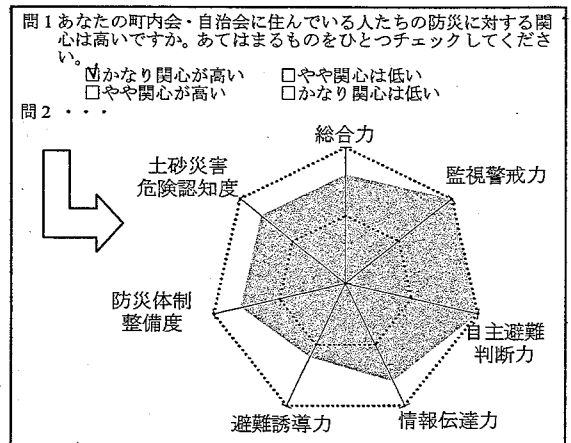 問1 あなたの町内会・自治会に住んでいる人たちの防災に対する関
心は高いですか。あてはまるものをひとつチェックしてくださ
い。
☑かなり関心が高い □やや関心は低い
□やや関心が高い □かなり関心は低い
問2 ・・・
総合力
土砂災害
危険認知度
監視警戒力
防災体制
整備度
自主避難
判断力
避難誘導力
情報伝達力